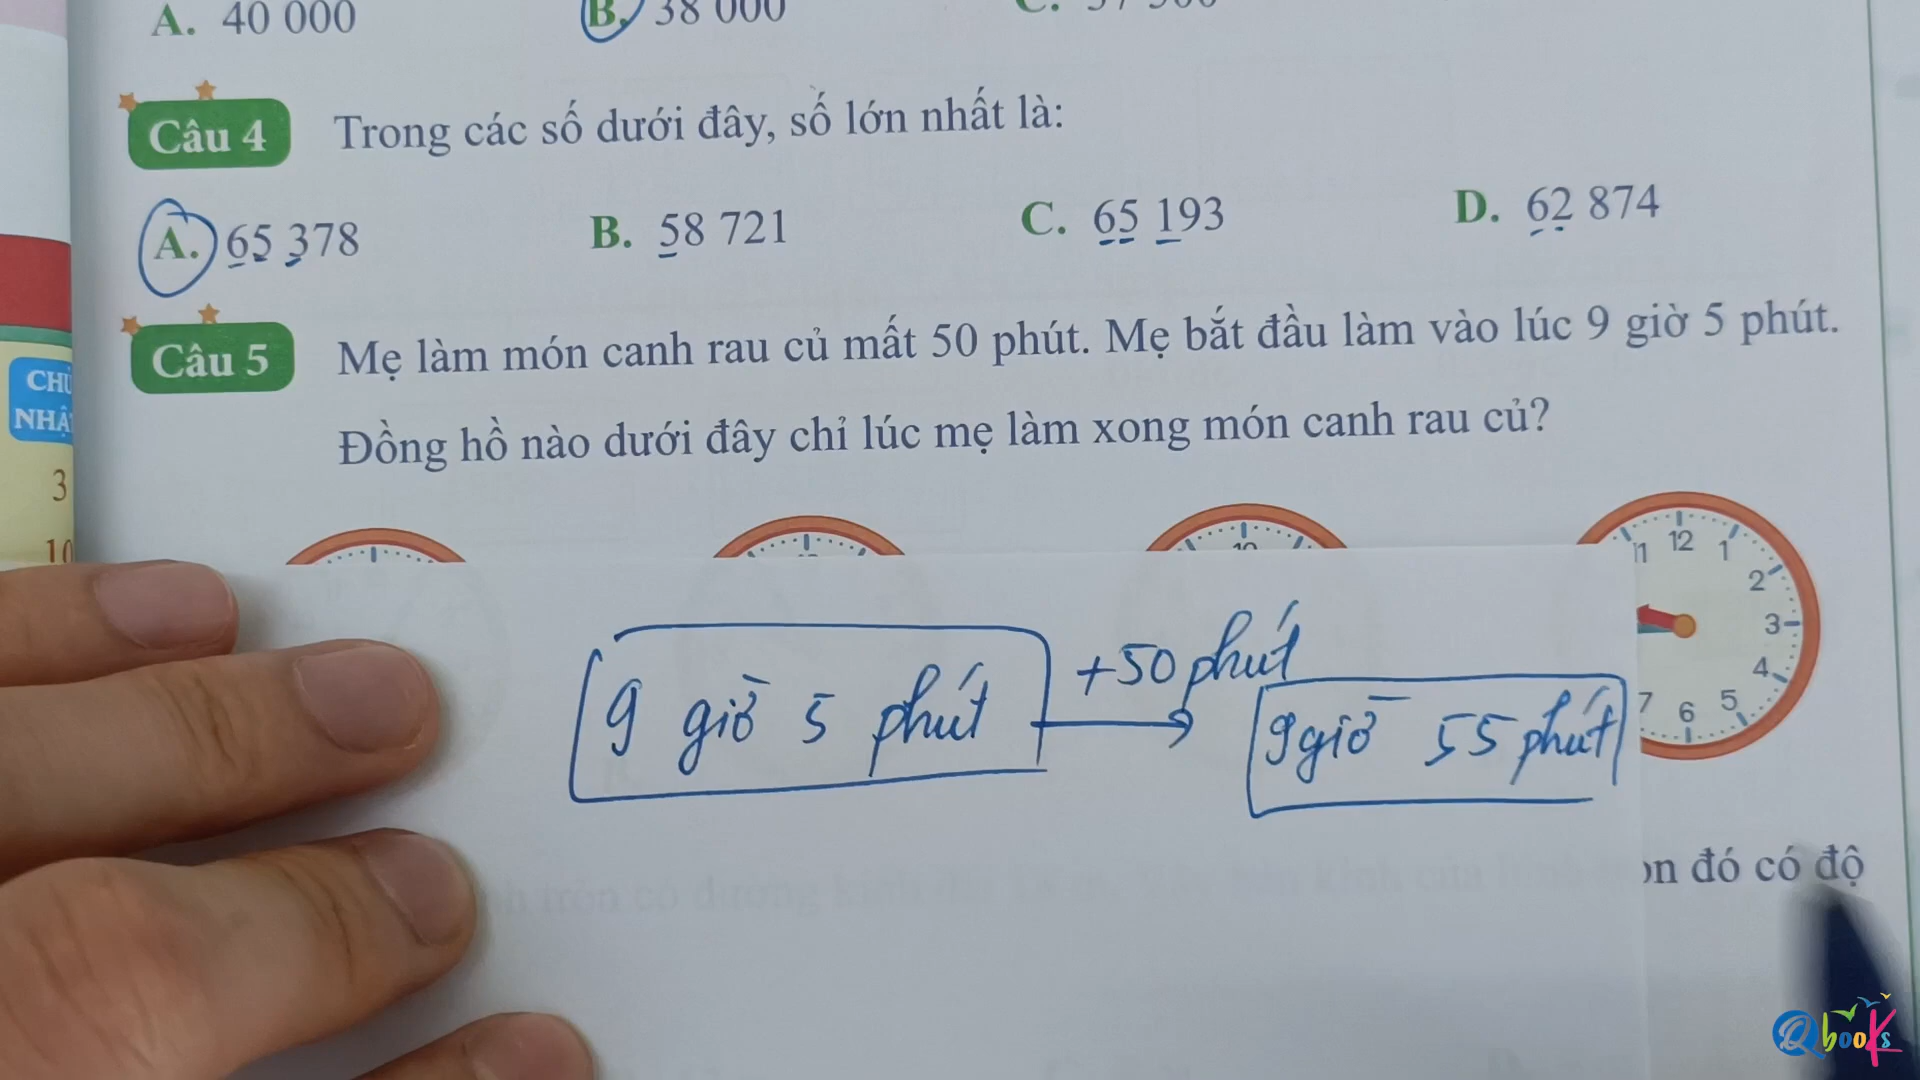 A. 40 000 B. 38 000 C.
Câu 4 Trong các số dưới đây, số lớn nhất là:
A. 65 378 B. 58 721 C. 65 193 D. 62 874
Câu 5 Mẹ làm món canh rau củ mất 50 phút. Mẹ bắt đầu làm vào lúc 9 giờ 5 phút.
Đồng hồ nào dưới đây chỉ lúc mẹ làm xong món canh rau củ?
CHỦ
NHẬ
3
10
11 12 1 2 3 4 5 6 7
9 giờ 5 phút +50 phút 9 giờ 55 phút
đó có độ
Qbooks